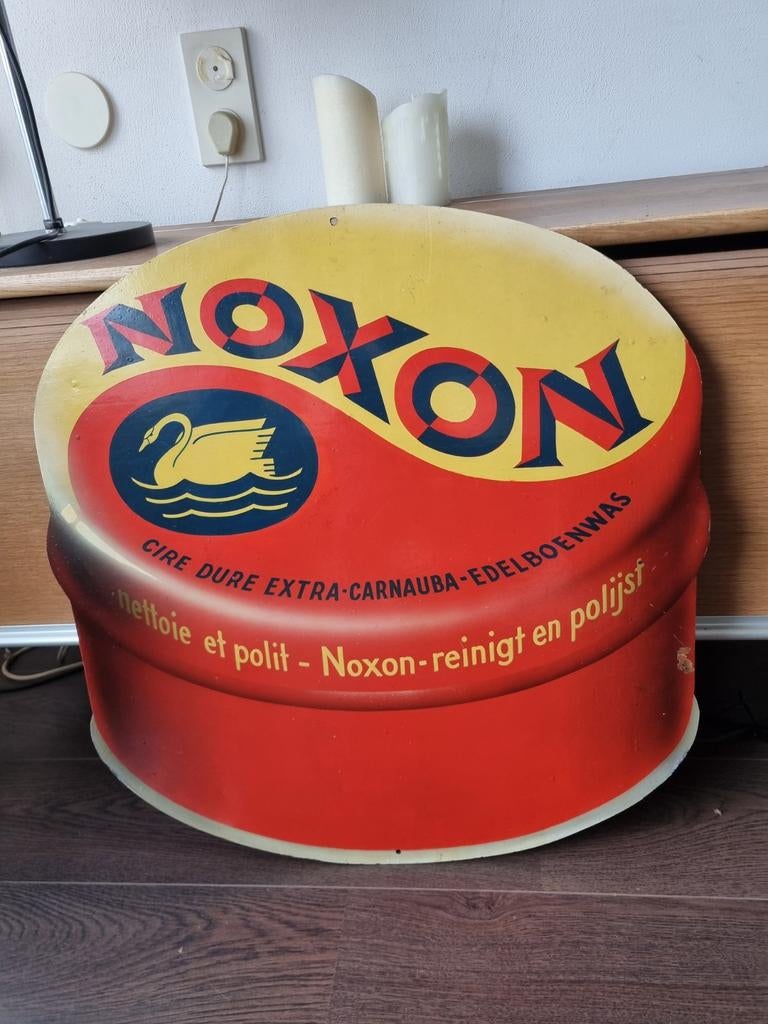 NOXON
CIRE DURE EXTRA-CARNAUBA-EDELBOENWAS
nettoie et polit - Noxon-reinigt en polijst